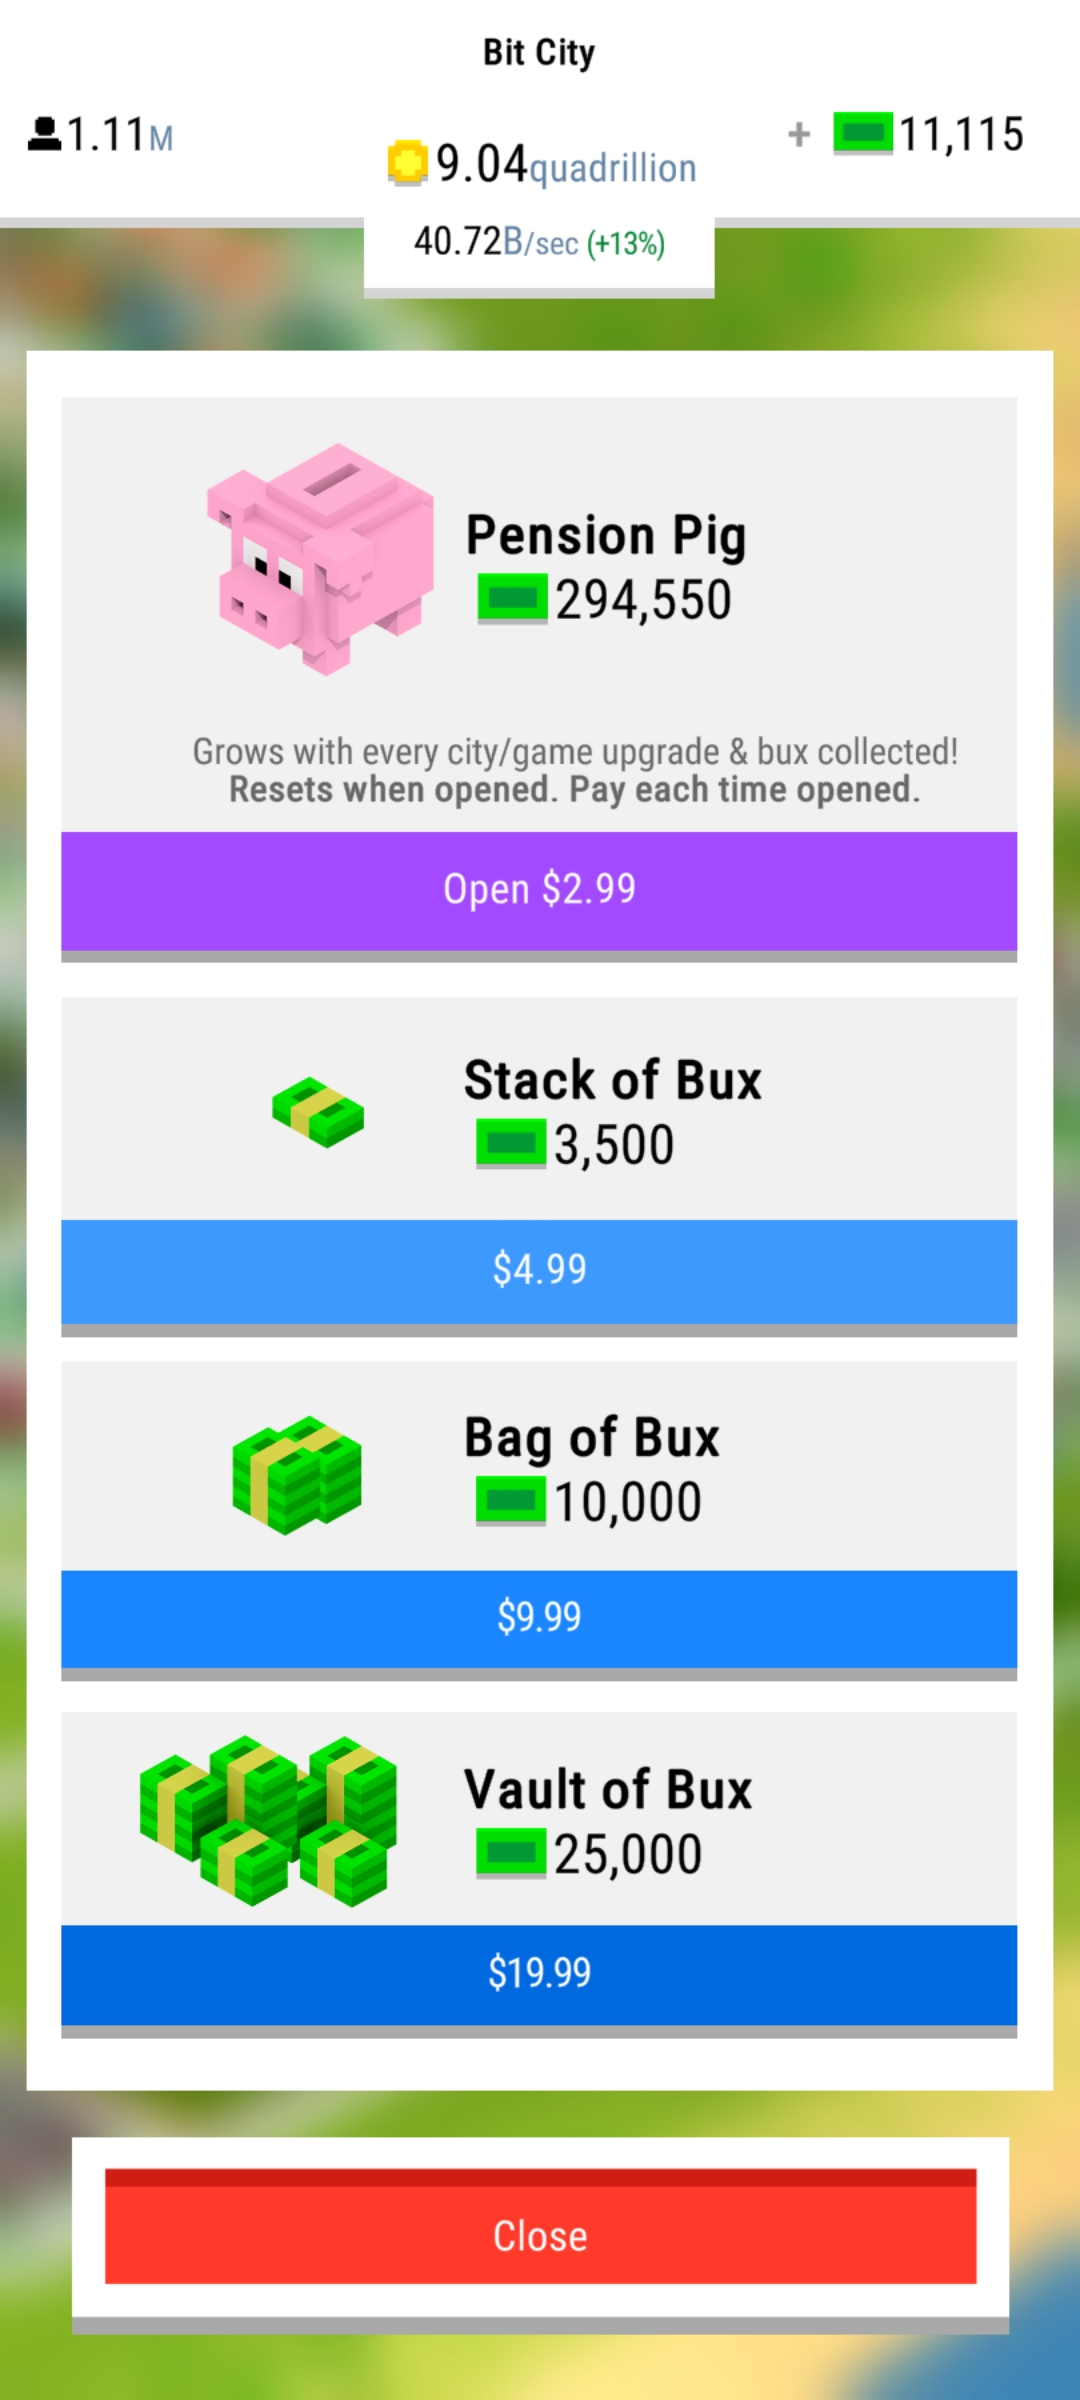 Bit City
1.11M
9.04quadrillion
+ 11,115
40.72B/sec (+13%)
Pension Pig
294,550
Grows with every city/game upgrade & bux collected!
Resets when opened. Pay each time opened.
Open $2.99
Stack of Bux
3,500
$4.99
Bag of Bux
10,000
$9.99
Vault of Bux
25,000
$19.99
Close